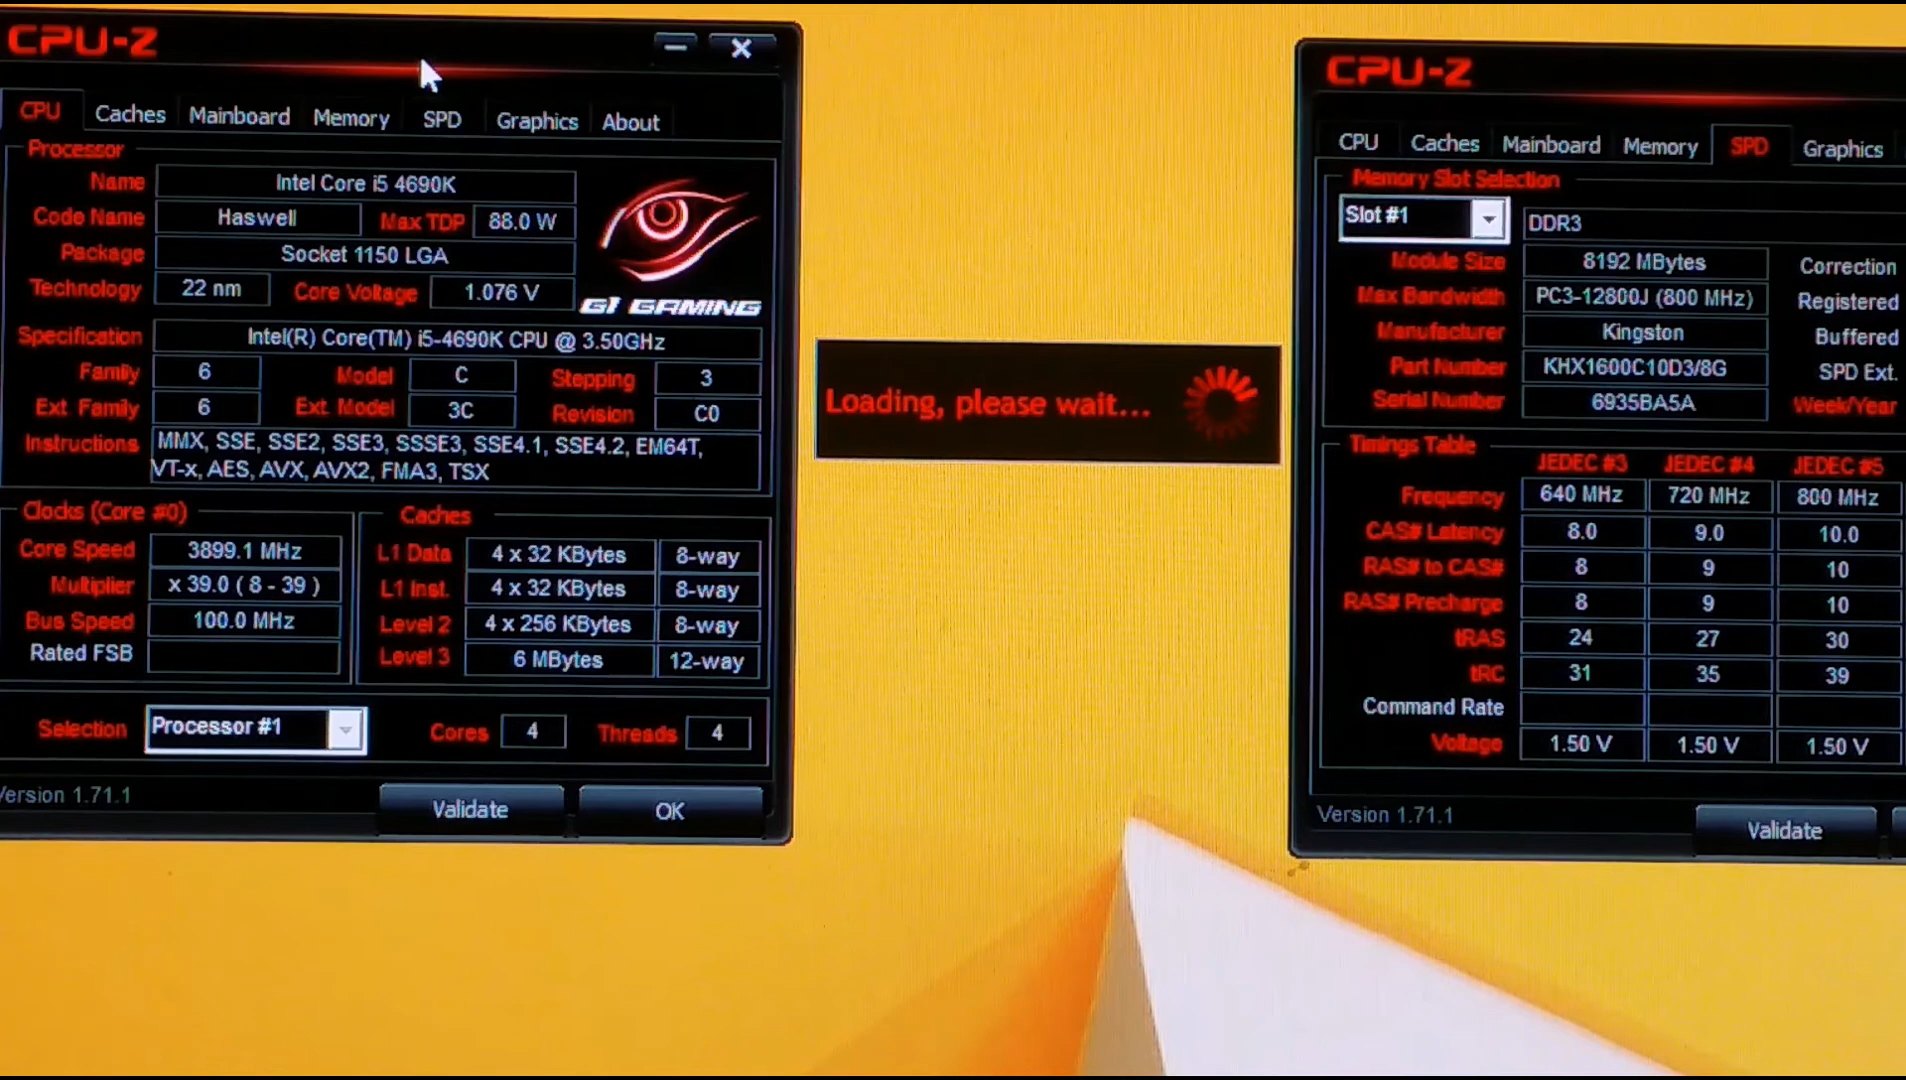 CPU-Z
CPU Caches Mainboard Memory SPD Graphics About
Processor
Name Intel Core i5 4690K
Code Name Haswell Max TDP 88.0 W
Package Socket 1150 LGA
Technology 22 nm Core Voltage 1.076 V
G1 GAMING
Specification Intel(R) Core(TM) i5-4690K CPU @ 3.50GHz
Family 6 Model C Stepping 3
Ext. Family 6 Ext. Model 3C Revision C0
Instructions MMX, SSE, SSE2, SSE3, SSSE3, SSE4.1, SSE4.2, EM64T,
VT-x, AES, AVX, AVX2, FMA3, TSX
Clocks (Core #0)
Core Speed 3899.1 MHz
Multiplier x 39.0 ( 8 - 39 )
Bus Speed 100.0 MHz
Rated FSB
Caches
L1 Data 4 x 32 KBytes 8-way
L1 Inst. 4 x 32 KBytes 8-way
Level 2 4 x 256 KBytes 8-way
Level 3 6 MBytes 12-way
Selection Processor #1 Cores 4 Threads 4
Version 1.71.1
Validate OK
Loading, please wait...
CPU-Z
CPU Caches Mainboard Memory SPD Graphics
Memory Slot Selection
Slot #1 DDR3
Module Size 8192 MBytes Correction
Max Bandwidth PC3-12800J (800 MHz) Registered
Manufacturer Kingston Buffered
Part Number KHX1600C10D3/8G SPD Ext.
Serial Number 6935BA5A Week/Year
Timings Table
JEDEC #3 JEDEC #4 JEDEC #5
Frequency 640 MHz 720 MHz 800 MHz
CAS# Latency 8.0 9.0 10.0
RAS# to CAS# 8 9 10
RAS# Precharge 8 9 10
tRAS 24 27 30
tRC 31 35 39
Command Rate
Voltage 1.50 V 1.50 V 1.50 V
Version 1.71.1
Validate